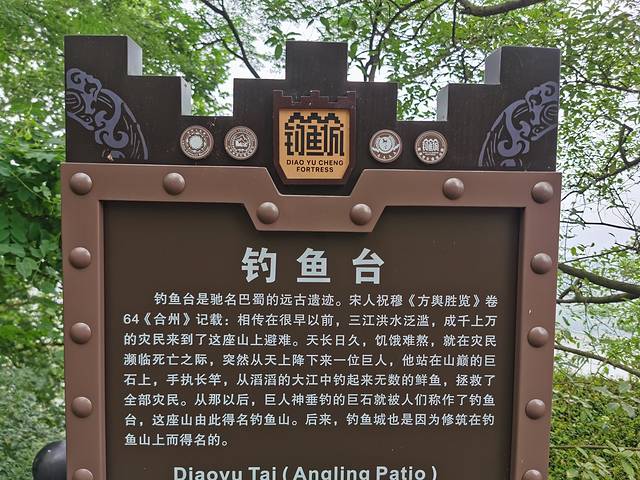 钓鱼城
DIAO YU CHENG
FORTRESS
钓鱼台
钓鱼台是驰名巴蜀的远古遗迹。宋人祝穆《方舆胜览》卷
64《合州》记载：相传在很早以前，三江洪水泛滥，成千上万
的灾民来到了这座山上避难。天长日久，饥饿难熬，就在灾民
濒临死亡之际，突然从天上降下来一位巨人，他站在山巅的巨
石上，手执长竿，从滔滔的大江中钓起来无数的鲜鱼，拯救了
全部灾民。从那以后，巨人神垂钓的巨石就被人们称作了钓鱼
台，这座山由此得名钓鱼山。后来，钓鱼城也是因为修筑在钓
鱼山上而得名的。
Diaoyu Tai ( Angling Patio )